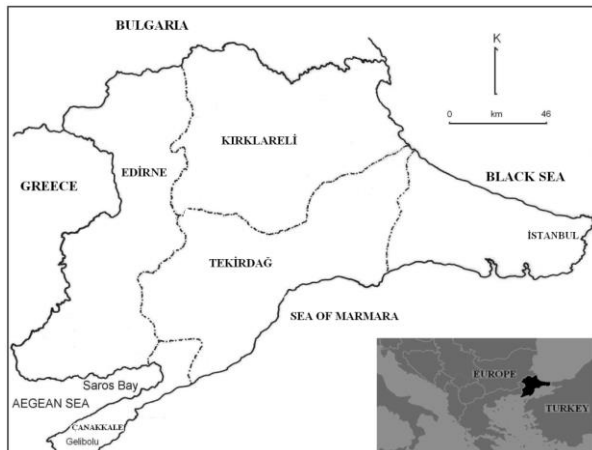 BULGARIA
K
0 km 46
KIRKLARELİ
GREECE
EDİRNE
BLACK SEA
İSTANBUL
TEKİRDAĞ
SEA OF MARMARA
Saros Bay
AEGEAN SEA
ÇANAKKALE
Gelibolu
EUROPE
TURKEY